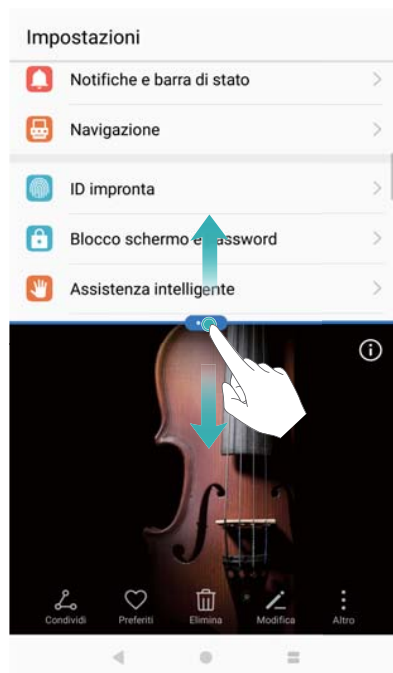 Impostazioni
Notifiche e barra di stato
Navigazione
ID impronta
Blocco schermo e password
Assistenza intelligente
Condividi Preferiti Elimina Modifica Altro